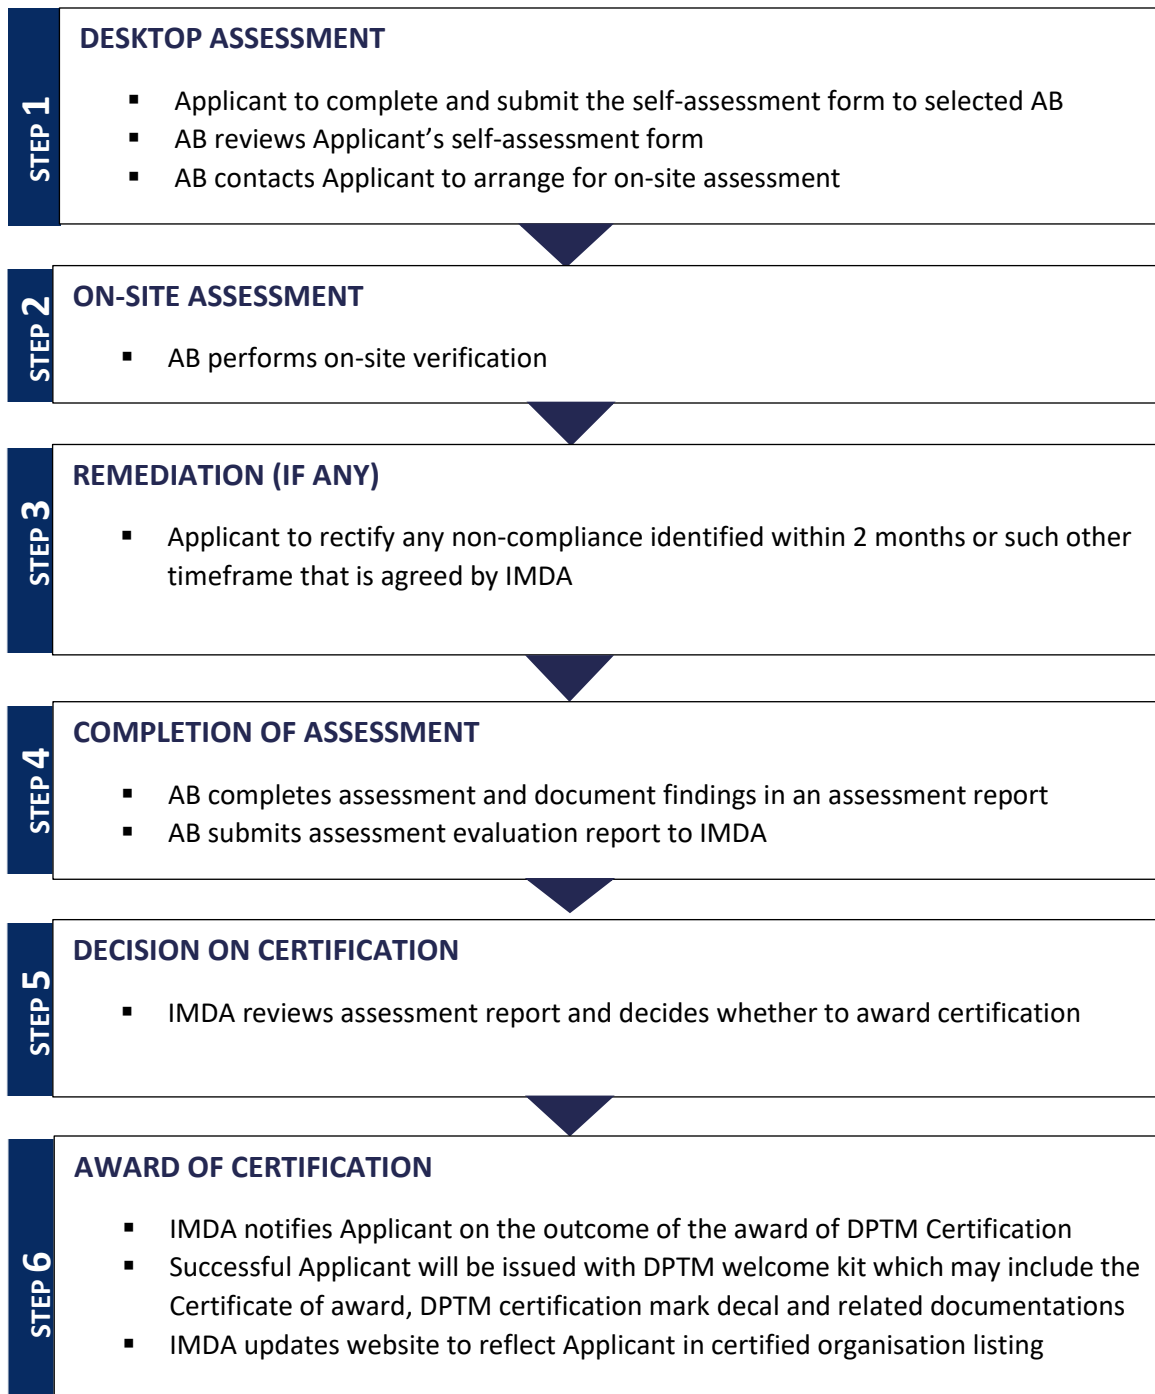 STEP 1
DESKTOP ASSESSMENT
▪ Applicant to complete and submit the self-assessment form to selected AB
▪ AB reviews Applicant’s self-assessment form
▪ AB contacts Applicant to arrange for on-site assessment
STEP 2
ON-SITE ASSESSMENT
▪ AB performs on-site verification
STEP 3
REMEDIATION (IF ANY)
▪ Applicant to rectify any non-compliance identified within 2 months or such other
timeframe that is agreed by IMDA
STEP 4
COMPLETION OF ASSESSMENT
▪ AB completes assessment and document findings in an assessment report
▪ AB submits assessment evaluation report to IMDA
STEP 5
DECISION ON CERTIFICATION
▪ IMDA reviews assessment report and decides whether to award certification
STEP 6
AWARD OF CERTIFICATION
▪ IMDA notifies Applicant on the outcome of the award of DPTM Certification
▪ Successful Applicant will be issued with DPTM welcome kit which may include the
Certificate of award, DPTM certification mark decal and related documentations
▪ IMDA updates website to reflect Applicant in certified organisation listing